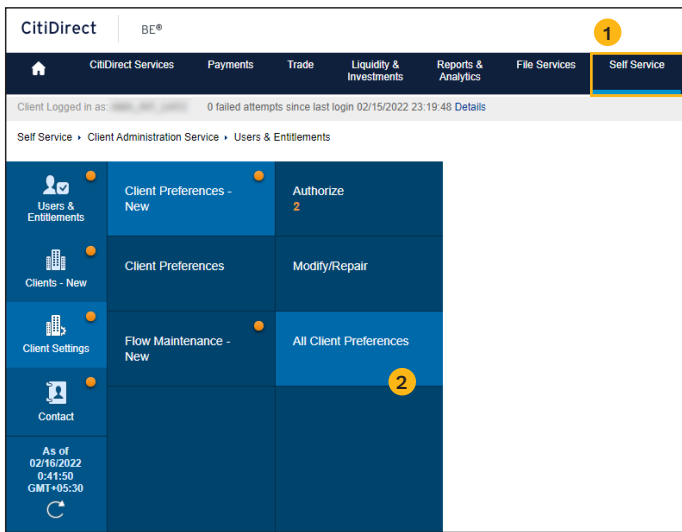 CitiDirect BE®
1
CitiDirect Services Payments Trade Liquidity & Investments Reports & Analytics File Services Self Service
Client Logged in as: 0 failed attempts since last login 02/15/2022 23:19:48 Details
Self Service ▸ Client Administration Service ▸ Users & Entitlements
Users &
Entitlements
Clients - New
Client Settings
Contact
As of
02/16/2022
0:41:50
GMT+05:30
Client Preferences -
New
Client Preferences
Flow Maintenance -
New
Authorize
2
Modify/Repair
All Client Preferences
2